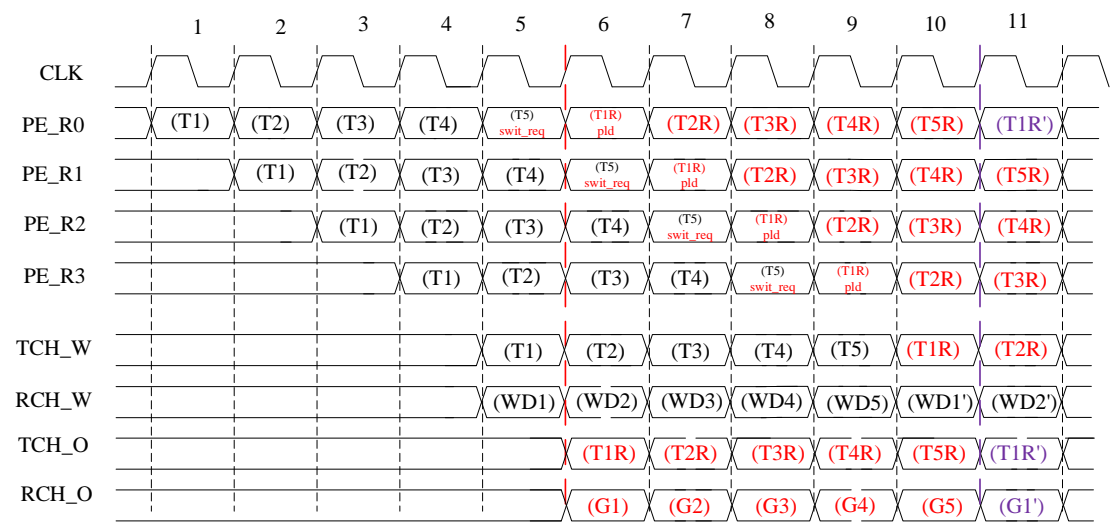 1 2 3 4 5 6 7 8 9 10 11
CLK
PE_R0 (T1) (T2) (T3) (T4) (T5) swit_req (T1R) pld (T2R) (T3R) (T4R) (T5R) (T1R')
PE_R1 (T1) (T2) (T3) (T4) (T5) swit_req (T1R) pld (T2R) (T3R) (T4R) (T5R)
PE_R2 (T1) (T2) (T3) (T4) (T5) swit_req (T1R) pld (T2R) (T3R) (T4R)
PE_R3 (T1) (T2) (T3) (T4) (T5) swit_req (T1R) pld (T2R) (T3R)
TCH_W (T1) (T2) (T3) (T4) (T5) (T1R) (T2R)
RCH_W (WD1) (WD2) (WD3) (WD4) (WD5) (WD1') (WD2')
TCH_O (T1R) (T2R) (T3R) (T4R) (T5R) (T1R')
RCH_O (G1) (G2) (G3) (G4) (G5) (G1')